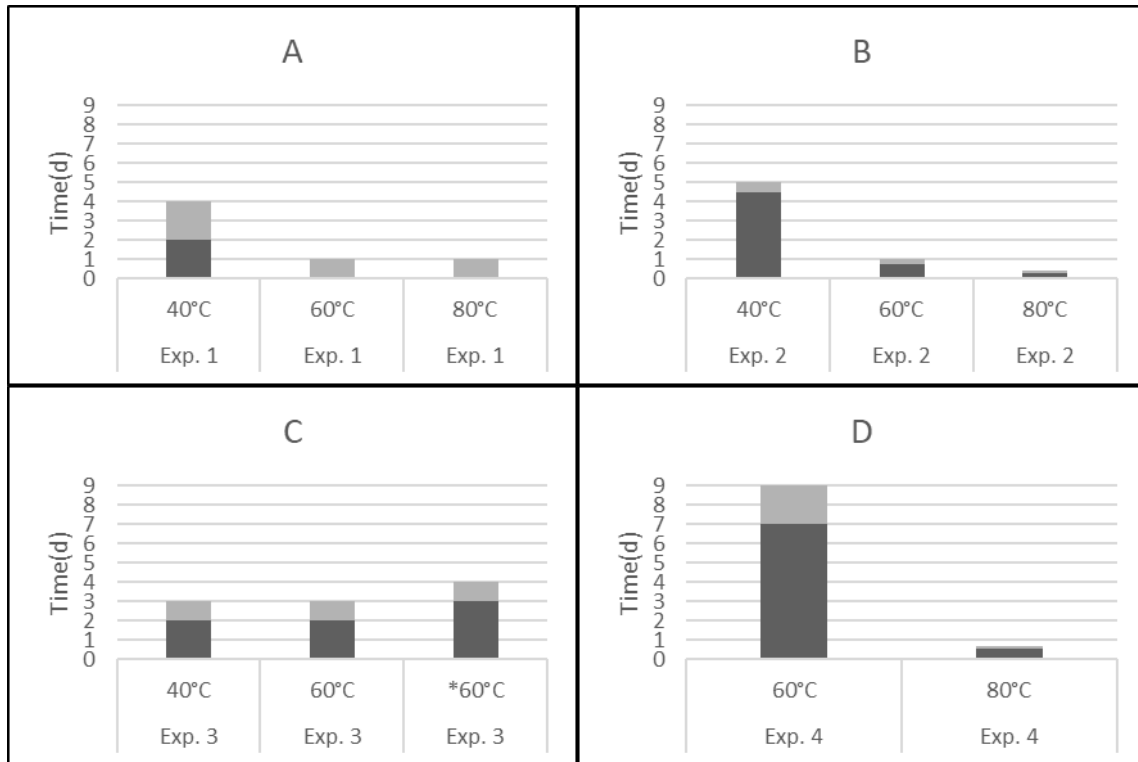 A
Time(d)
9
8
7
6
5
4
3
2
1
0
40°C 60°C 80°C
Exp. 1 Exp. 1 Exp. 1
B
Time(d)
9
8
7
6
5
4
3
2
1
0
40°C 60°C 80°C
Exp. 2 Exp. 2 Exp. 2
C
Time(d)
9
8
7
6
5
4
3
2
1
0
40°C 60°C *60°C
Exp. 3 Exp. 3 Exp. 3
D
Time(d)
9
8
7
6
5
4
3
2
1
0
60°C 80°C
Exp. 4 Exp. 4